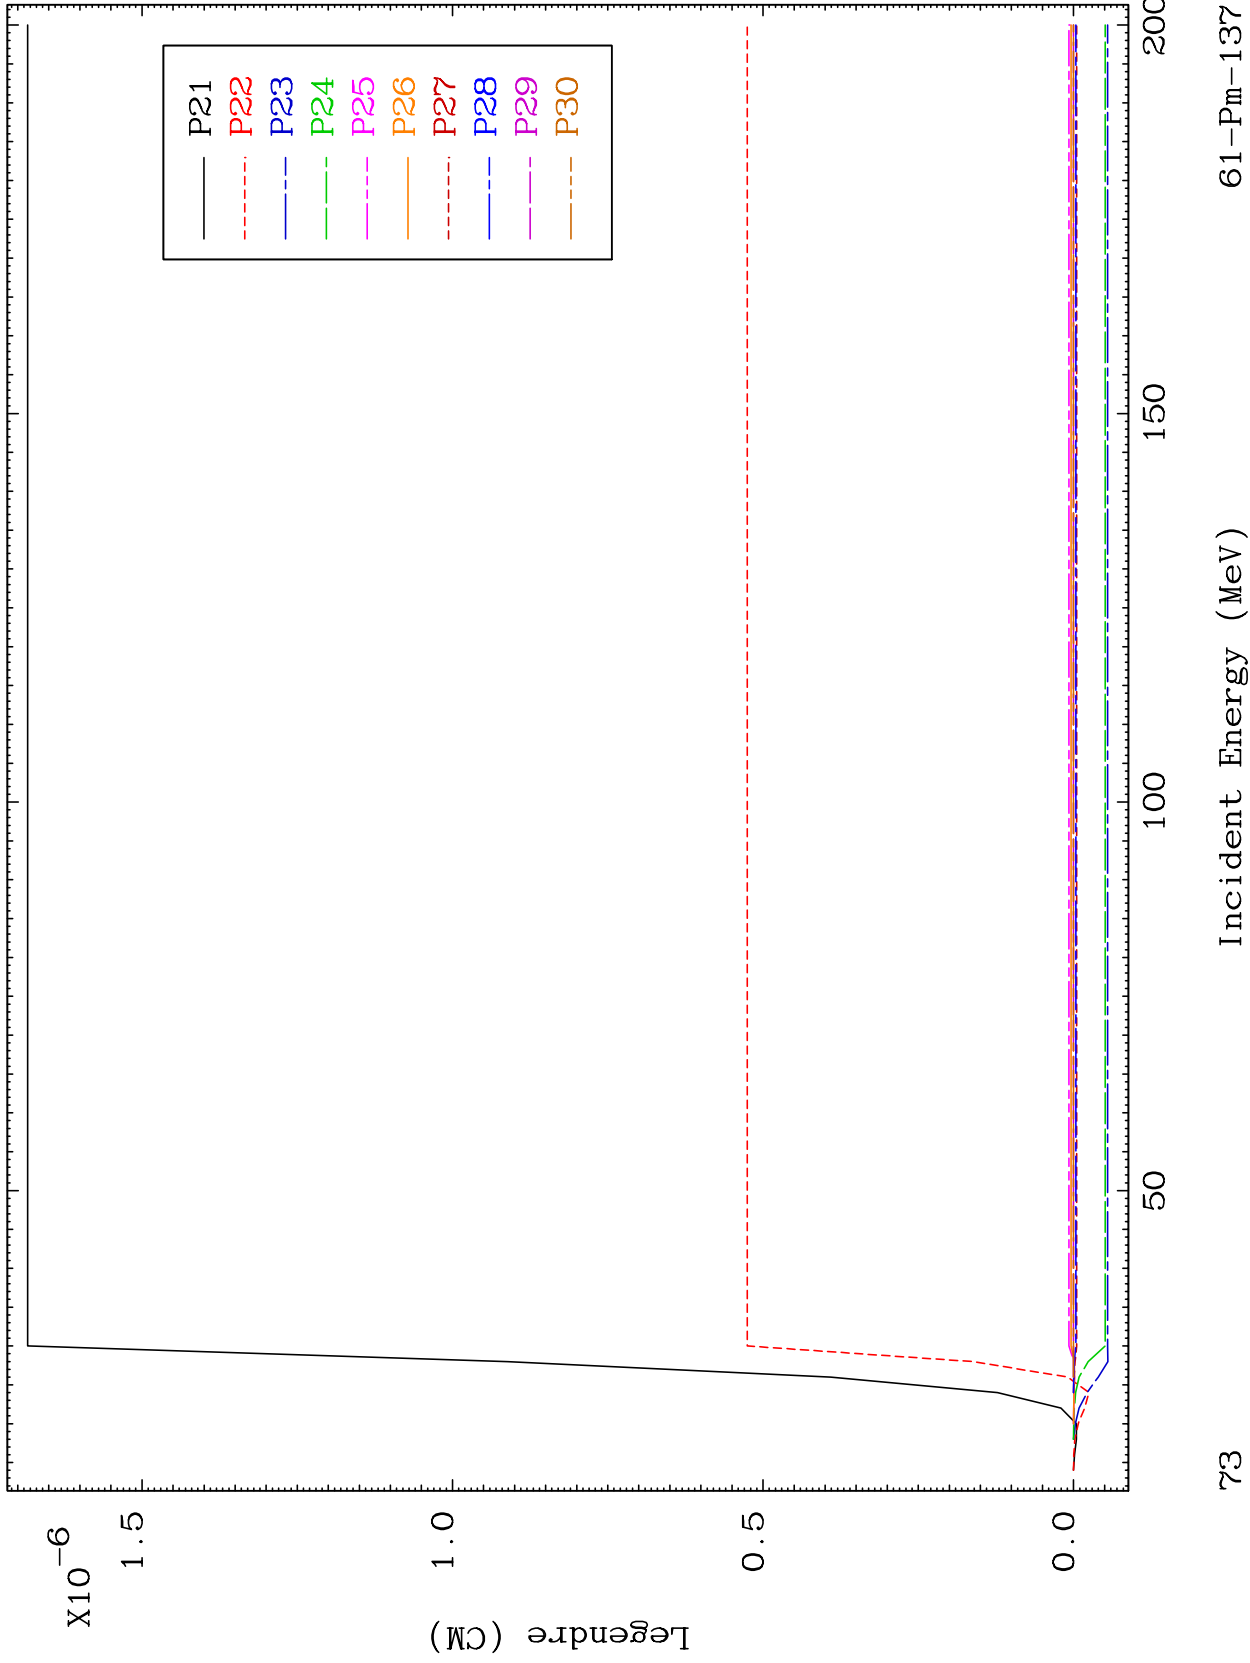 X10−6
1.5
1.0
0.5
0.0
Legendre (CM)
P21
P22
P23
P24
P25
P26
P27
P28
P29
P30
50
100
150
200
Incident Energy (MeV)
73
61−Pm−137